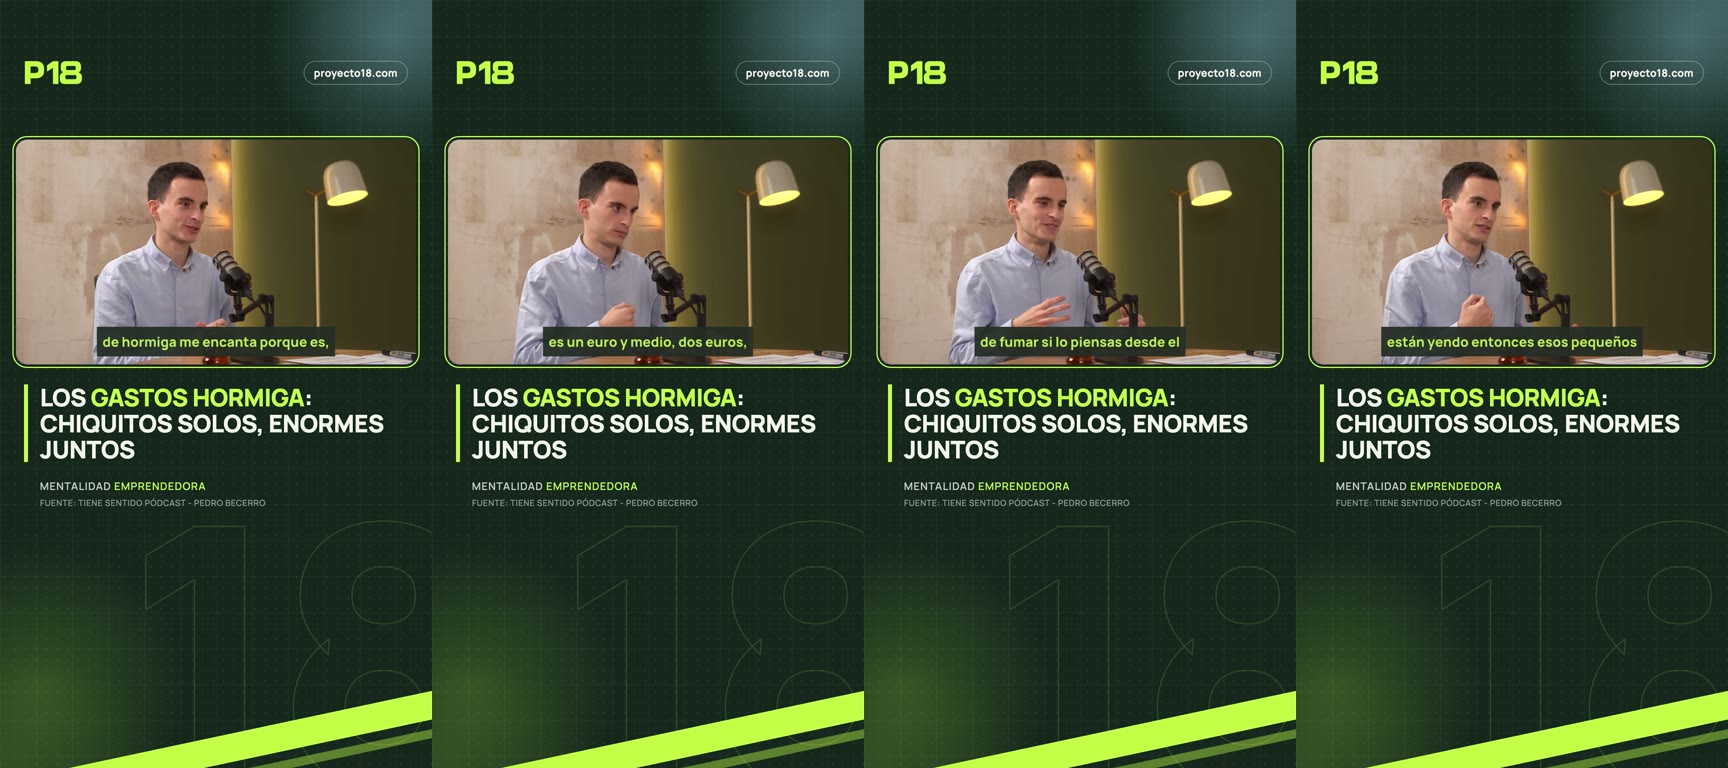 P18
proyecto18.com
de hormiga me encanta porque es,
LOS GASTOS HORMIGA:
CHIQUITOS SOLOS, ENORMES
JUNTOS
MENTALIDAD EMPRENDEDORA
FUENTE: TIENE SENTIDO PÓDCAST - PEDRO BECERRO
18
P18
proyecto18.com
es un euro y medio, dos euros,
LOS GASTOS HORMIGA:
CHIQUITOS SOLOS, ENORMES
JUNTOS
MENTALIDAD EMPRENDEDORA
FUENTE: TIENE SENTIDO PÓDCAST - PEDRO BECERRO
18
P18
proyecto18.com
de fumar si lo piensas desde el
LOS GASTOS HORMIGA:
CHIQUITOS SOLOS, ENORMES
JUNTOS
MENTALIDAD EMPRENDEDORA
FUENTE: TIENE SENTIDO PÓDCAST - PEDRO BECERRO
18
P18
proyecto18.com
están yendo entonces esos pequeños
LOS GASTOS HORMIGA:
CHIQUITOS SOLOS, ENORMES
JUNTOS
MENTALIDAD EMPRENDEDORA
FUENTE: TIENE SENTIDO PÓDCAST - PEDRO BECERRO
18